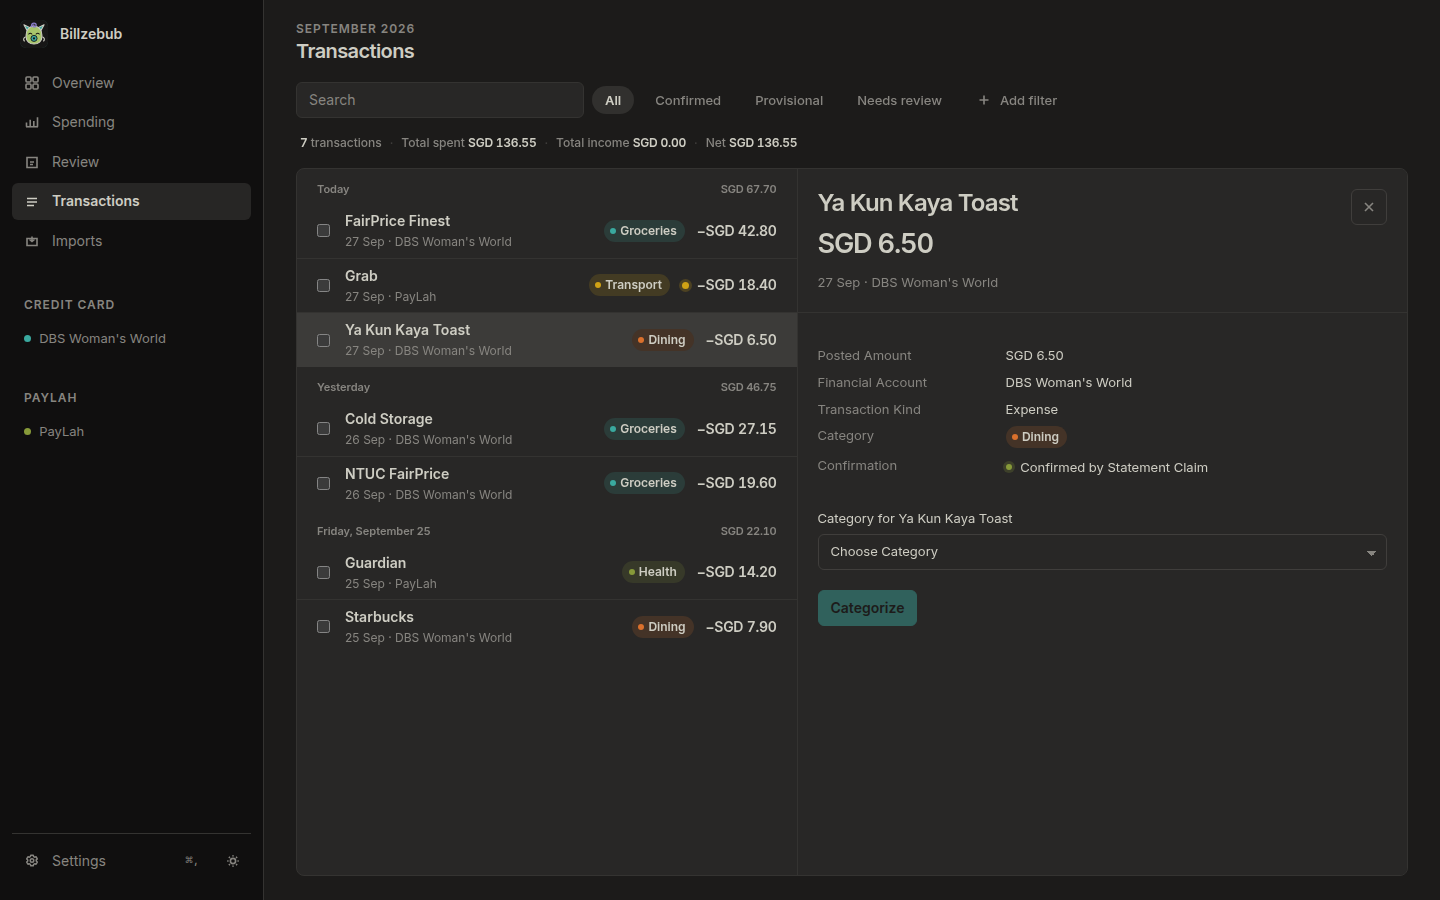 Billzebub
Overview
Spending
Review
Transactions
Imports
CREDIT CARD
DBS Woman's World
PAYLAH
PayLah
Settings ⌘,
SEPTEMBER 2026
Transactions
Search All Confirmed Provisional Needs review + Add filter
7 transactions · Total spent SGD 136.55 · Total income SGD 0.00 · Net SGD 136.55
Today SGD 67.70
FairPrice Finest
27 Sep · DBS Woman's World
Groceries −SGD 42.80
Grab
27 Sep · PayLah
Transport −SGD 18.40
Ya Kun Kaya Toast
27 Sep · DBS Woman's World
Dining −SGD 6.50
Yesterday SGD 46.75
Cold Storage
26 Sep · DBS Woman's World
Groceries −SGD 27.15
NTUC FairPrice
26 Sep · DBS Woman's World
Groceries −SGD 19.60
Friday, September 25 SGD 22.10
Guardian
25 Sep · PayLah
Health −SGD 14.20
Starbucks
25 Sep · DBS Woman's World
Dining −SGD 7.90
Ya Kun Kaya Toast
SGD 6.50
27 Sep · DBS Woman's World
Posted Amount SGD 6.50
Financial Account DBS Woman's World
Transaction Kind Expense
Category Dining
Confirmation Confirmed by Statement Claim
Category for Ya Kun Kaya Toast
Choose Category
Categorize